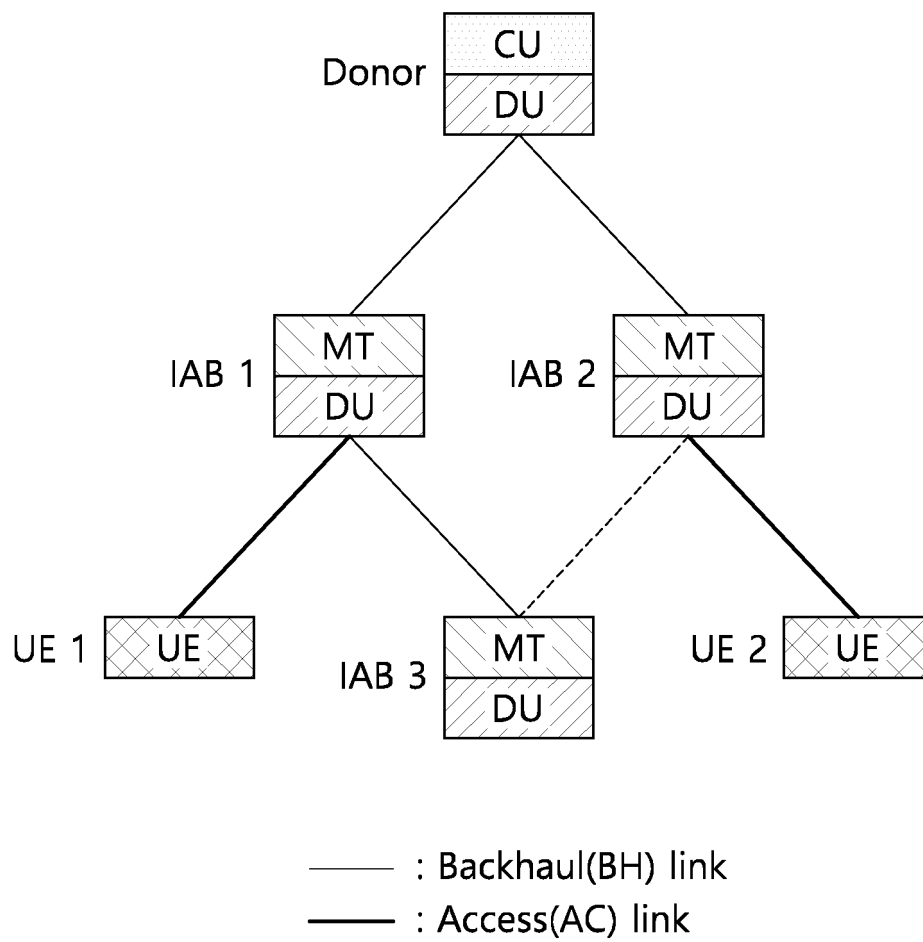 CU
Donor
DU
MT
IAB 1
DU
MT
IAB 2
DU
UE 1
UE
MT
IAB 3
DU
UE 2
UE
: Backhaul(BH) link
: Access(AC) link